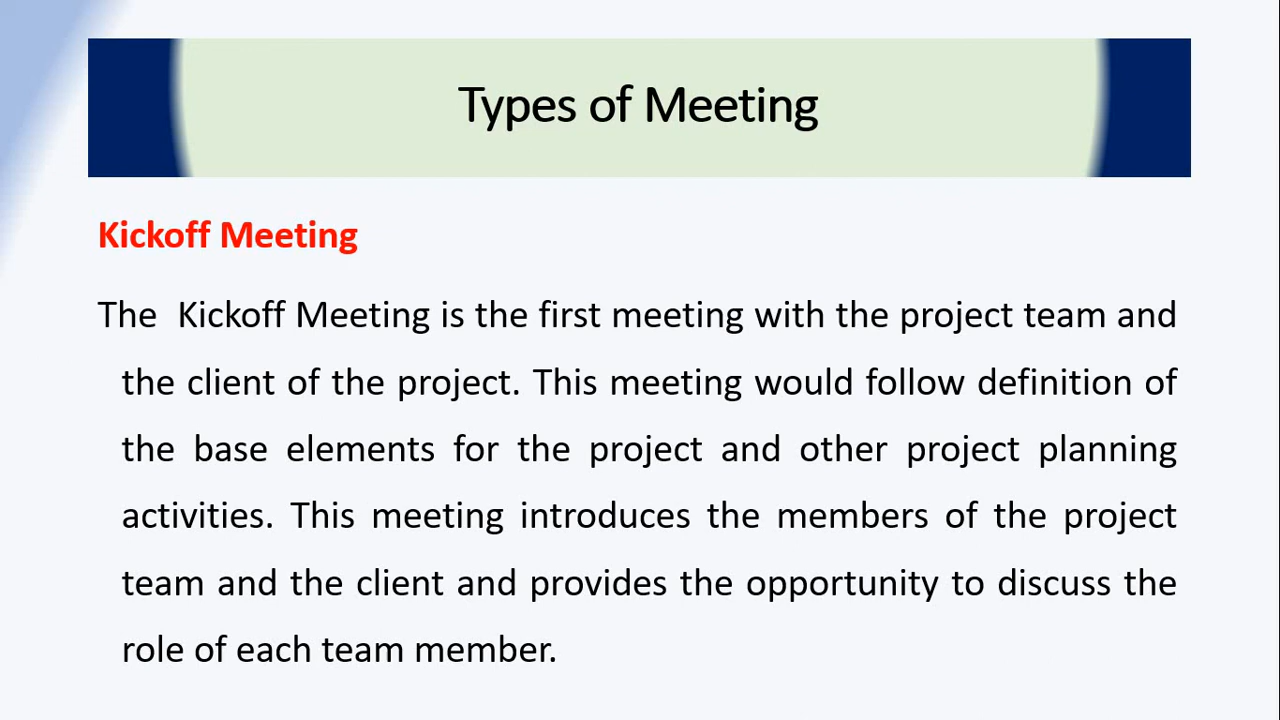 Types of Meeting
Kickoff Meeting
The Kickoff Meeting is the first meeting with the project team and
the client of the project. This meeting would follow definition of
the base elements for the project and other project planning
activities. This meeting introduces the members of the project
team and the client and provides the opportunity to discuss the
role of each team member.